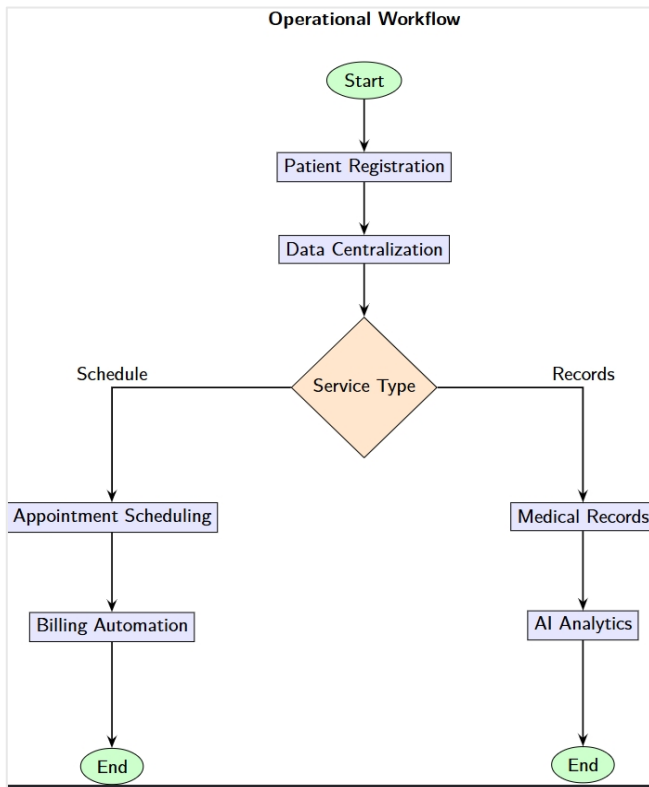 Operational Workflow
Start
Patient Registration
Data Centralization
Service Type
Schedule
Records
Appointment Scheduling
Medical Records
Billing Automation
AI Analytics
End
End